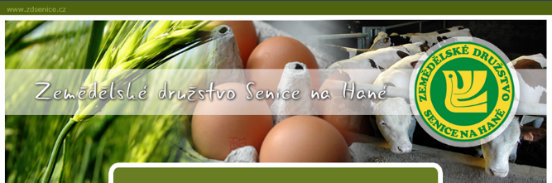 www.zdsenice.cz
Zemědělské družstvo Senice na Hané
ZEMĚDĚLSKÉ DRUŽSTVO
SENICE NA HANÉ